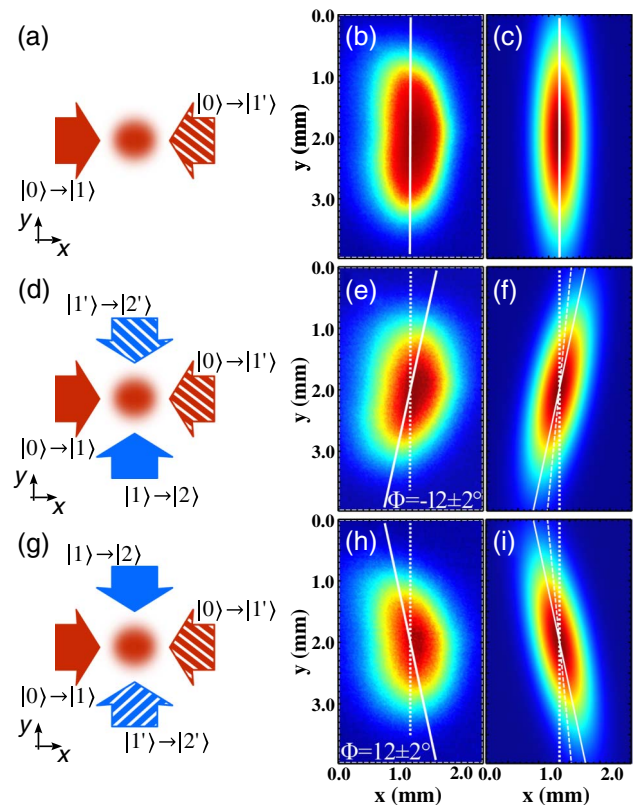 (a)
|0⟩→|1'⟩
|0⟩→|1⟩
y
x
(b)
(c)
0.0
1.0
2.0
3.0
y (mm)
(d)
|1'⟩→|2'⟩
|0⟩→|1'⟩
|0⟩→|1⟩
|1⟩→|2⟩
y
x
(e)
(f)
0.0
1.0
2.0
3.0
y (mm)
Φ=-12±2°
(g)
|1⟩→|2⟩
|0⟩→|1'⟩
|0⟩→|1⟩
|1'⟩→|2'⟩
y
x
(h)
(i)
0.0
1.0
2.0
3.0
y (mm)
Φ=12±2°
0.0 1.0 2.0 0.0 1.0 2.0
x (mm) x (mm)